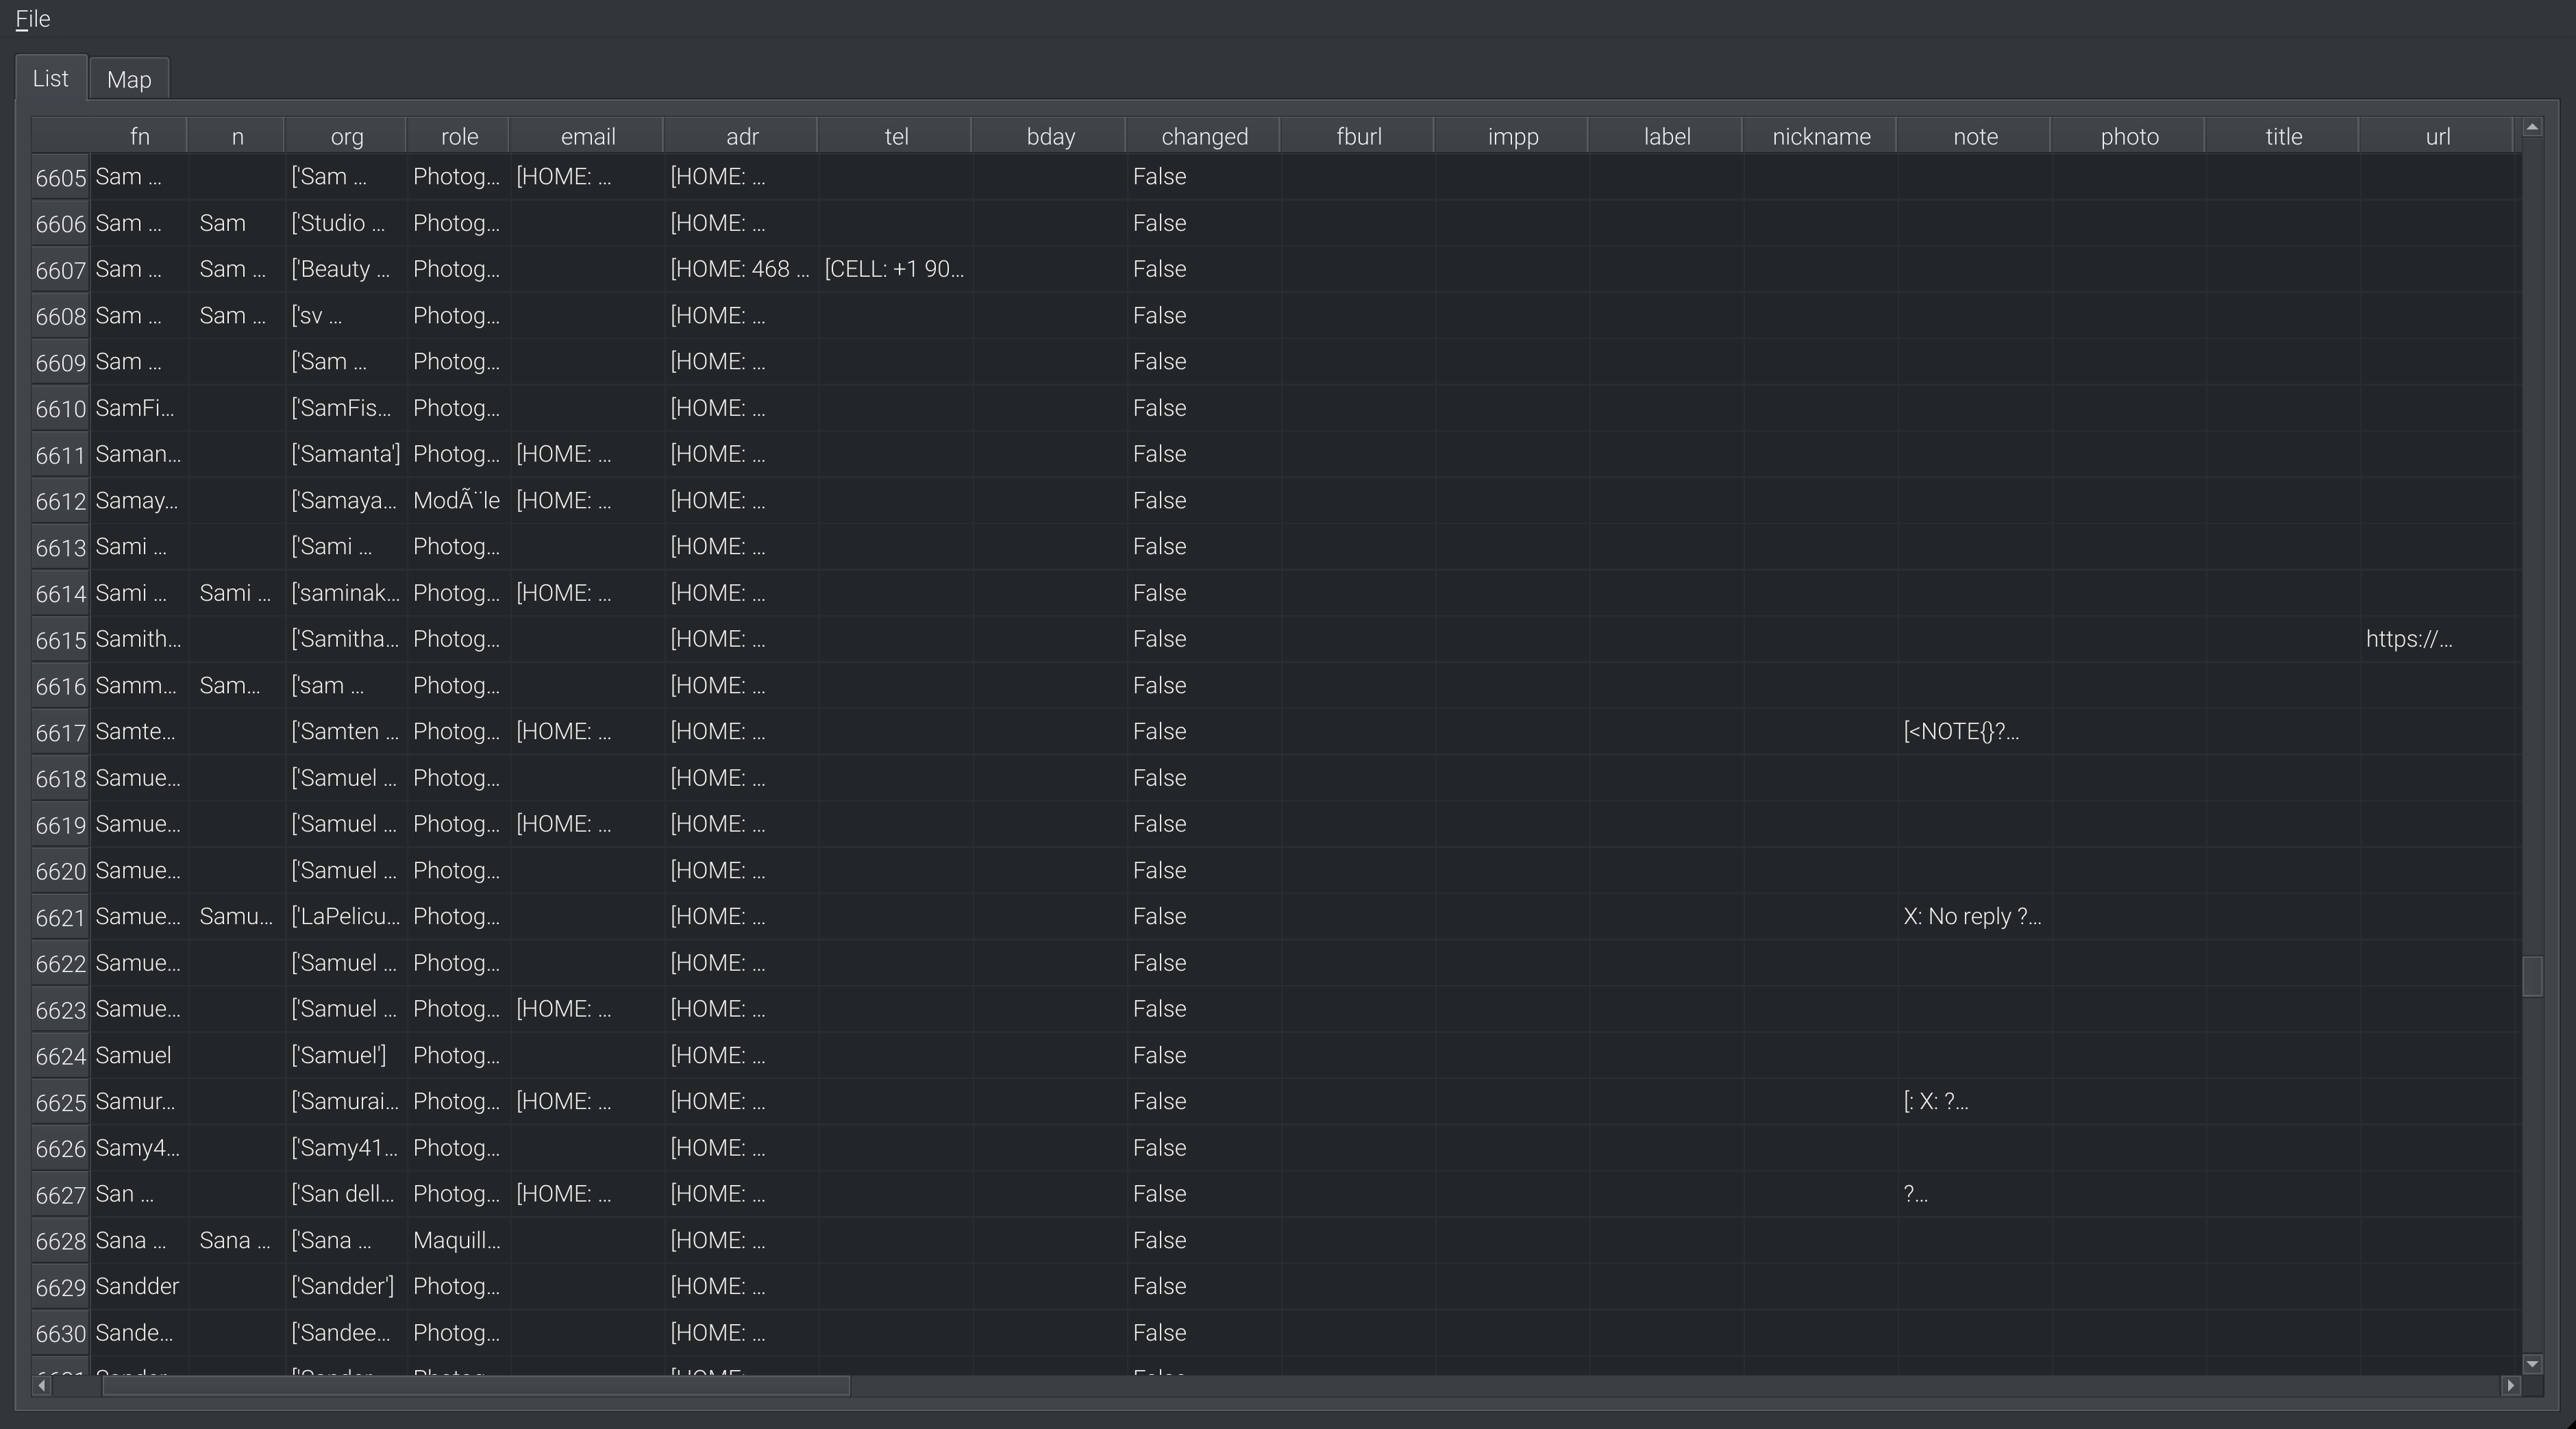 File
List Map
fn n org role email adr tel bday changed fburl impp label nickname note photo title url
6605 Sam ... ['Sam ... Photog... [HOME: ... [HOME: ... False
6606 Sam ... Sam ['Studio ... Photog... [HOME: ... False
6607 Sam ... Sam ... ['Beauty ... Photog... [HOME: 468 ... [CELL: +1 90... False
6608 Sam ... Sam ... ['sv ... Photog... [HOME: ... False
6609 Sam ... ['Sam ... Photog... [HOME: ... False
6610 SamFi... ['SamFis... Photog... [HOME: ... False
6611 Saman... ['Samanta'] Photog... [HOME: ... [HOME: ... False
6612 Samay... ['Samaya... ModÃ¨le [HOME: ... [HOME: ... False
6613 Sami ... ['Sami ... Photog... [HOME: ... False
6614 Sami ... Sami ... ['saminak... Photog... [HOME: ... [HOME: ... False
6615 Samith... ['Samitha... Photog... [HOME: ... False https://...
6616 Samm... Sam... ['sam ... Photog... [HOME: ... False
6617 Samte... ['Samten ... Photog... [HOME: ... [HOME: ... False [<NOTE{}?...
6618 Samue... ['Samuel ... Photog... [HOME: ... False
6619 Samue... ['Samuel ... Photog... [HOME: ... [HOME: ... False
6620 Samue... ['Samuel ... Photog... [HOME: ... False
6621 Samue... Samu... ['LaPelicu... Photog... [HOME: ... False X: No reply ?...
6622 Samue... ['Samuel ... Photog... [HOME: ... False
6623 Samue... ['Samuel ... Photog... [HOME: ... [HOME: ... False
6624 Samuel ['Samuel'] Photog... [HOME: ... False
6625 Samur... ['Samurai... Photog... [HOME: ... [HOME: ... False [: X: ?...
6626 Samy4... ['Samy41... Photog... [HOME: ... False
6627 San ... ['San dell... Photog... [HOME: ... [HOME: ... False ?...
6628 Sana ... Sana ... ['Sana ... Maquill... [HOME: ... False
6629 Sandder ['Sandder'] Photog... [HOME: ... False
6630 Sande... ['Sandee... Photog... [HOME: ... False